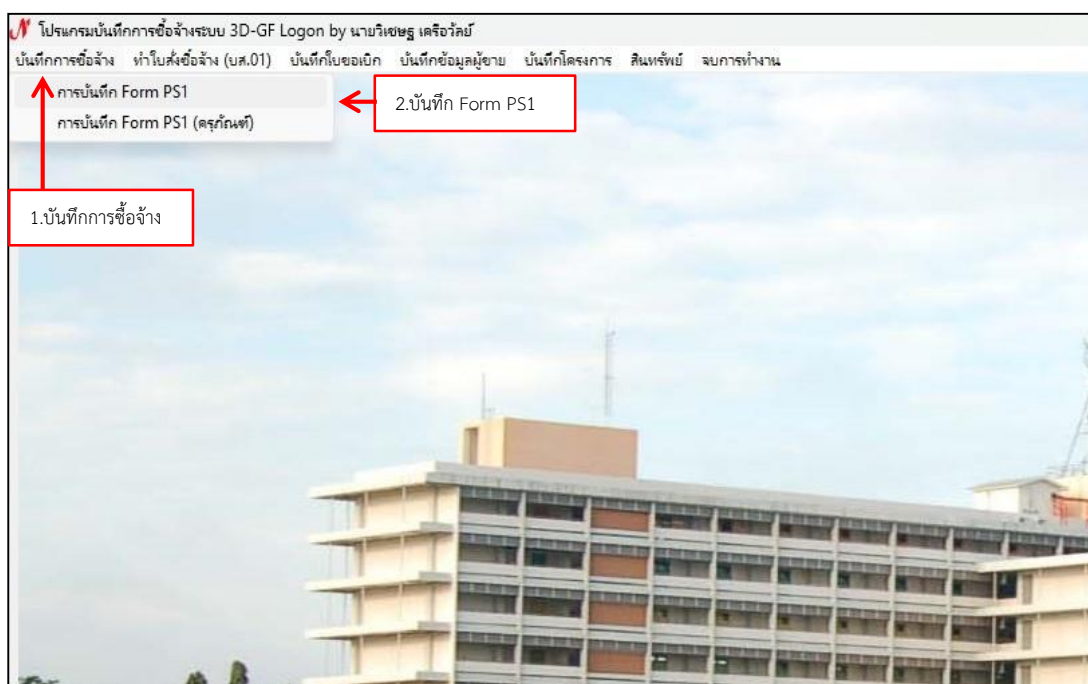 โปรแกรมบันทึกการซื้อจ้างระบบ 3D-GF Logon by นายวิเศษฐ เครือวัลย์
บันทึกการซื้อจ้าง ทำใบสั่งซื้อจ้าง (บส.01) บันทึกใบขอเบิก บันทึกข้อมูลผู้ขาย บันทึกโครงการ สินทรัพย์ จบการทำงาน
การบันทึก Form PS1
2.บันทึก Form PS1
การบันทึก Form PS1 (ครุภัณฑ์)
1.บันทึกการซื้อจ้าง